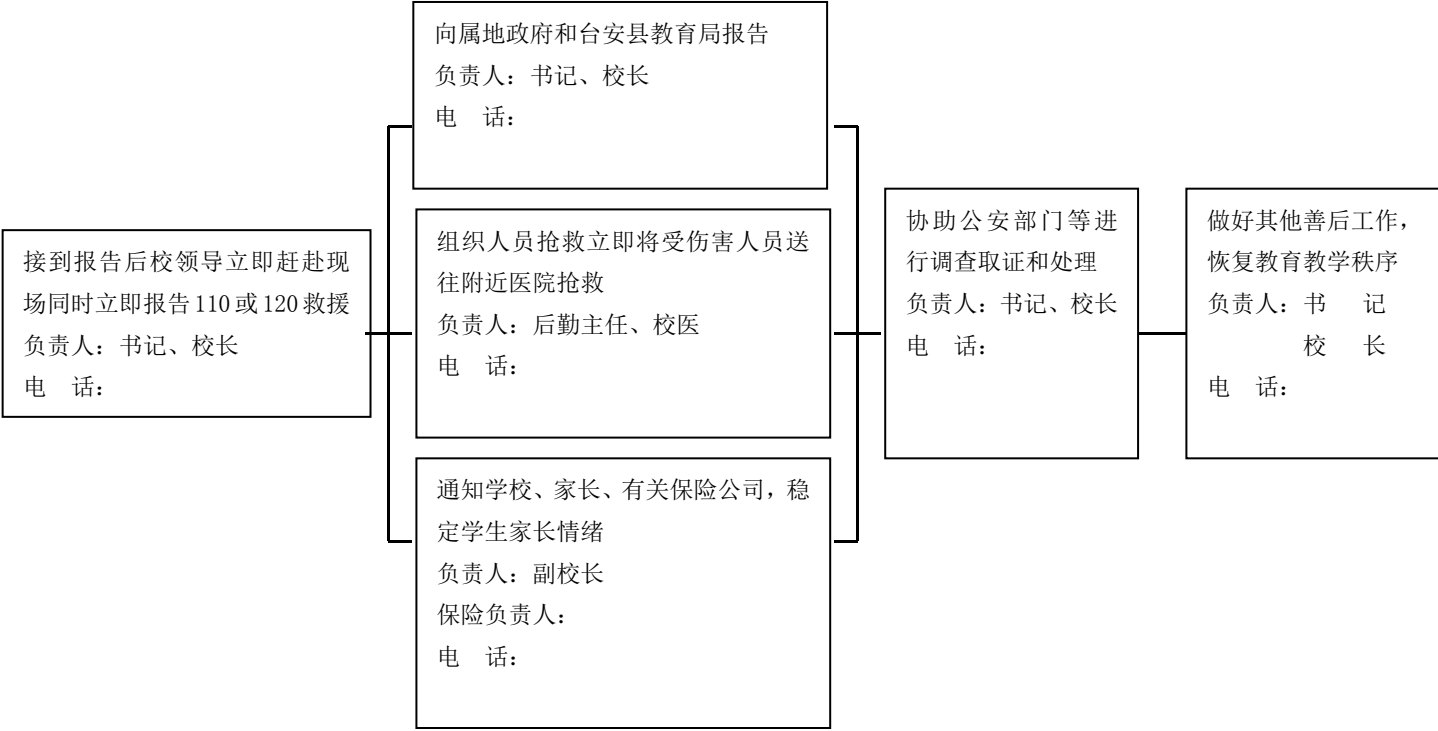 向属地政府和台安县教育局报告
负责人：书记、校长
电　话：
接到报告后校领导立即赶赴现
场同时立即报告110或120救援
负责人：书记、校长
电　话：
组织人员抢救立即将受伤害人员送
往附近医院抢救
负责人：后勤主任、校医
电　话：
通知学校、家长、有关保险公司，稳
定学生家长情绪
负责人：副校长
保险负责人：
电　话：
协助公安部门等进
行调查取证和处理
负责人：书记、校长
电　话：
做好其他善后工作，
恢复教育教学秩序
负责人：书　记
校　长
电　话：